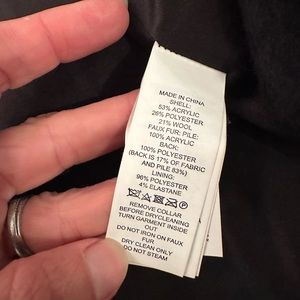 MADE IN CHINA
SHELL:
53% ACRYLIC
26% POLYESTER
21% WOOL
FAUX FUR: PILE:
100% ACRYLIC
BACK:
100% POLYESTER
(BACK IS 17% OF FABRIC
AND PILE 83%)
LINING:
96% POLYESTER
4% ELASTANE
REMOVE COLLAR
BEFORE DRYCLEANING
TURN GARMENT INSIDE
OUT
DO NOT IRON ON FAUX
FUR
DRY CLEAN ONLY
DO NOT STEAM